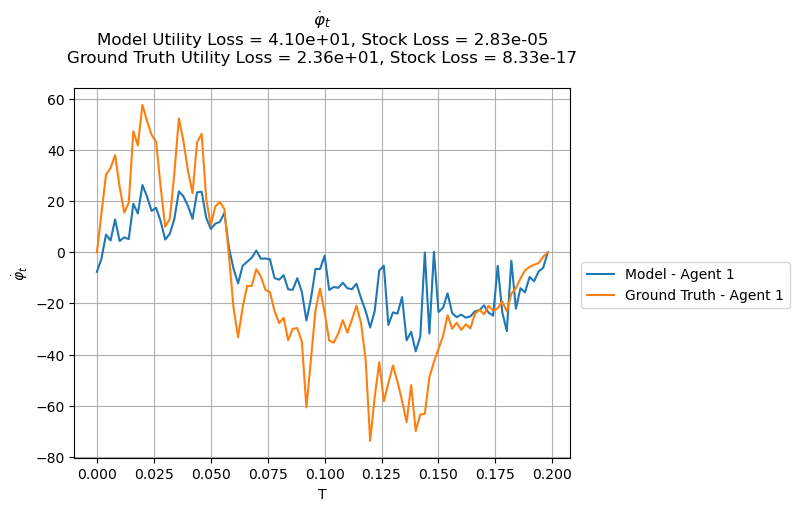 φ̇ₜ
Model Utility Loss = 4.10e+01, Stock Loss = 2.83e-05
Ground Truth Utility Loss = 2.36e+01, Stock Loss = 8.33e-17
60
40
20
0
−20
−40
−60
−80
φ̇ₜ
0.000 0.025 0.050 0.075 0.100 0.125 0.150 0.175 0.200
T
Model - Agent 1
Ground Truth - Agent 1